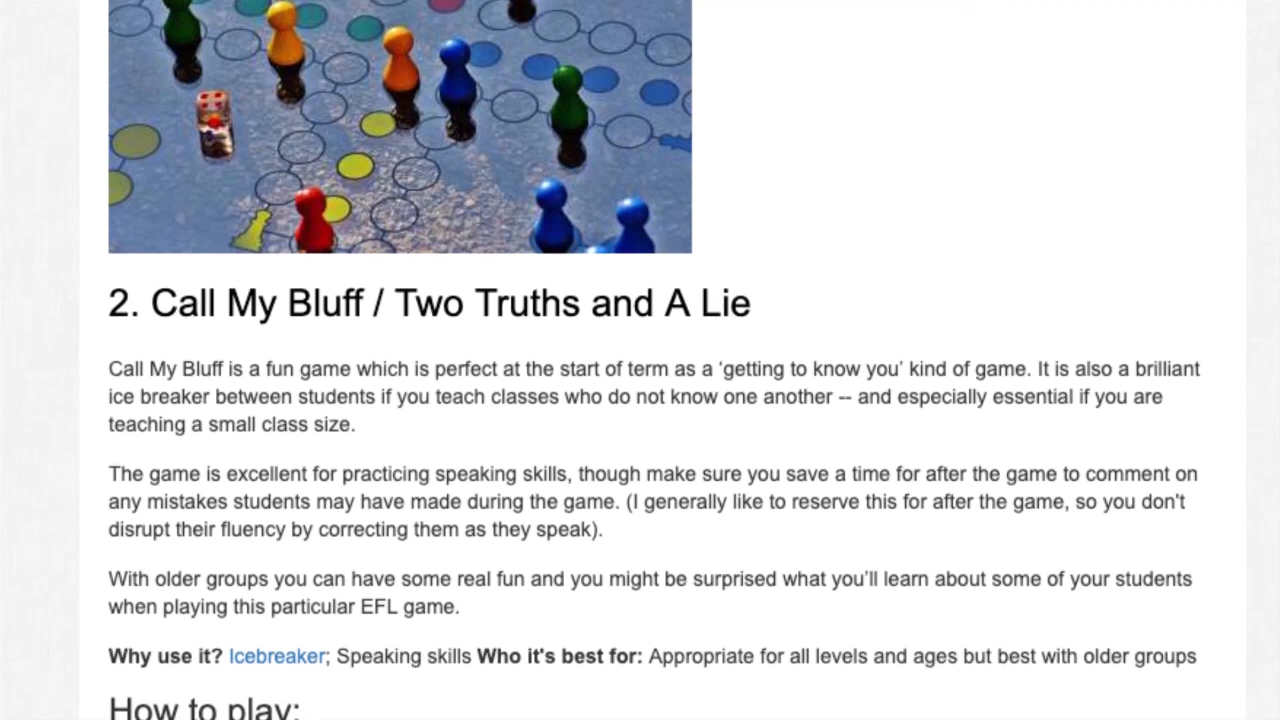 2. Call My Bluff / Two Truths and A Lie
Call My Bluff is a fun game which is perfect at the start of term as a ‘getting to know you’ kind of game. It is also a brilliant
ice breaker between students if you teach classes who do not know one another -- and especially essential if you are
teaching a small class size.
The game is excellent for practicing speaking skills, though make sure you save a time for after the game to comment on
any mistakes students may have made during the game. (I generally like to reserve this for after the game, so you don't
disrupt their fluency by correcting them as they speak).
With older groups you can have some real fun and you might be surprised what you’ll learn about some of your students
when playing this particular EFL game.
Why use it? Icebreaker; Speaking skills Who it's best for: Appropriate for all levels and ages but best with older groups
How to play: